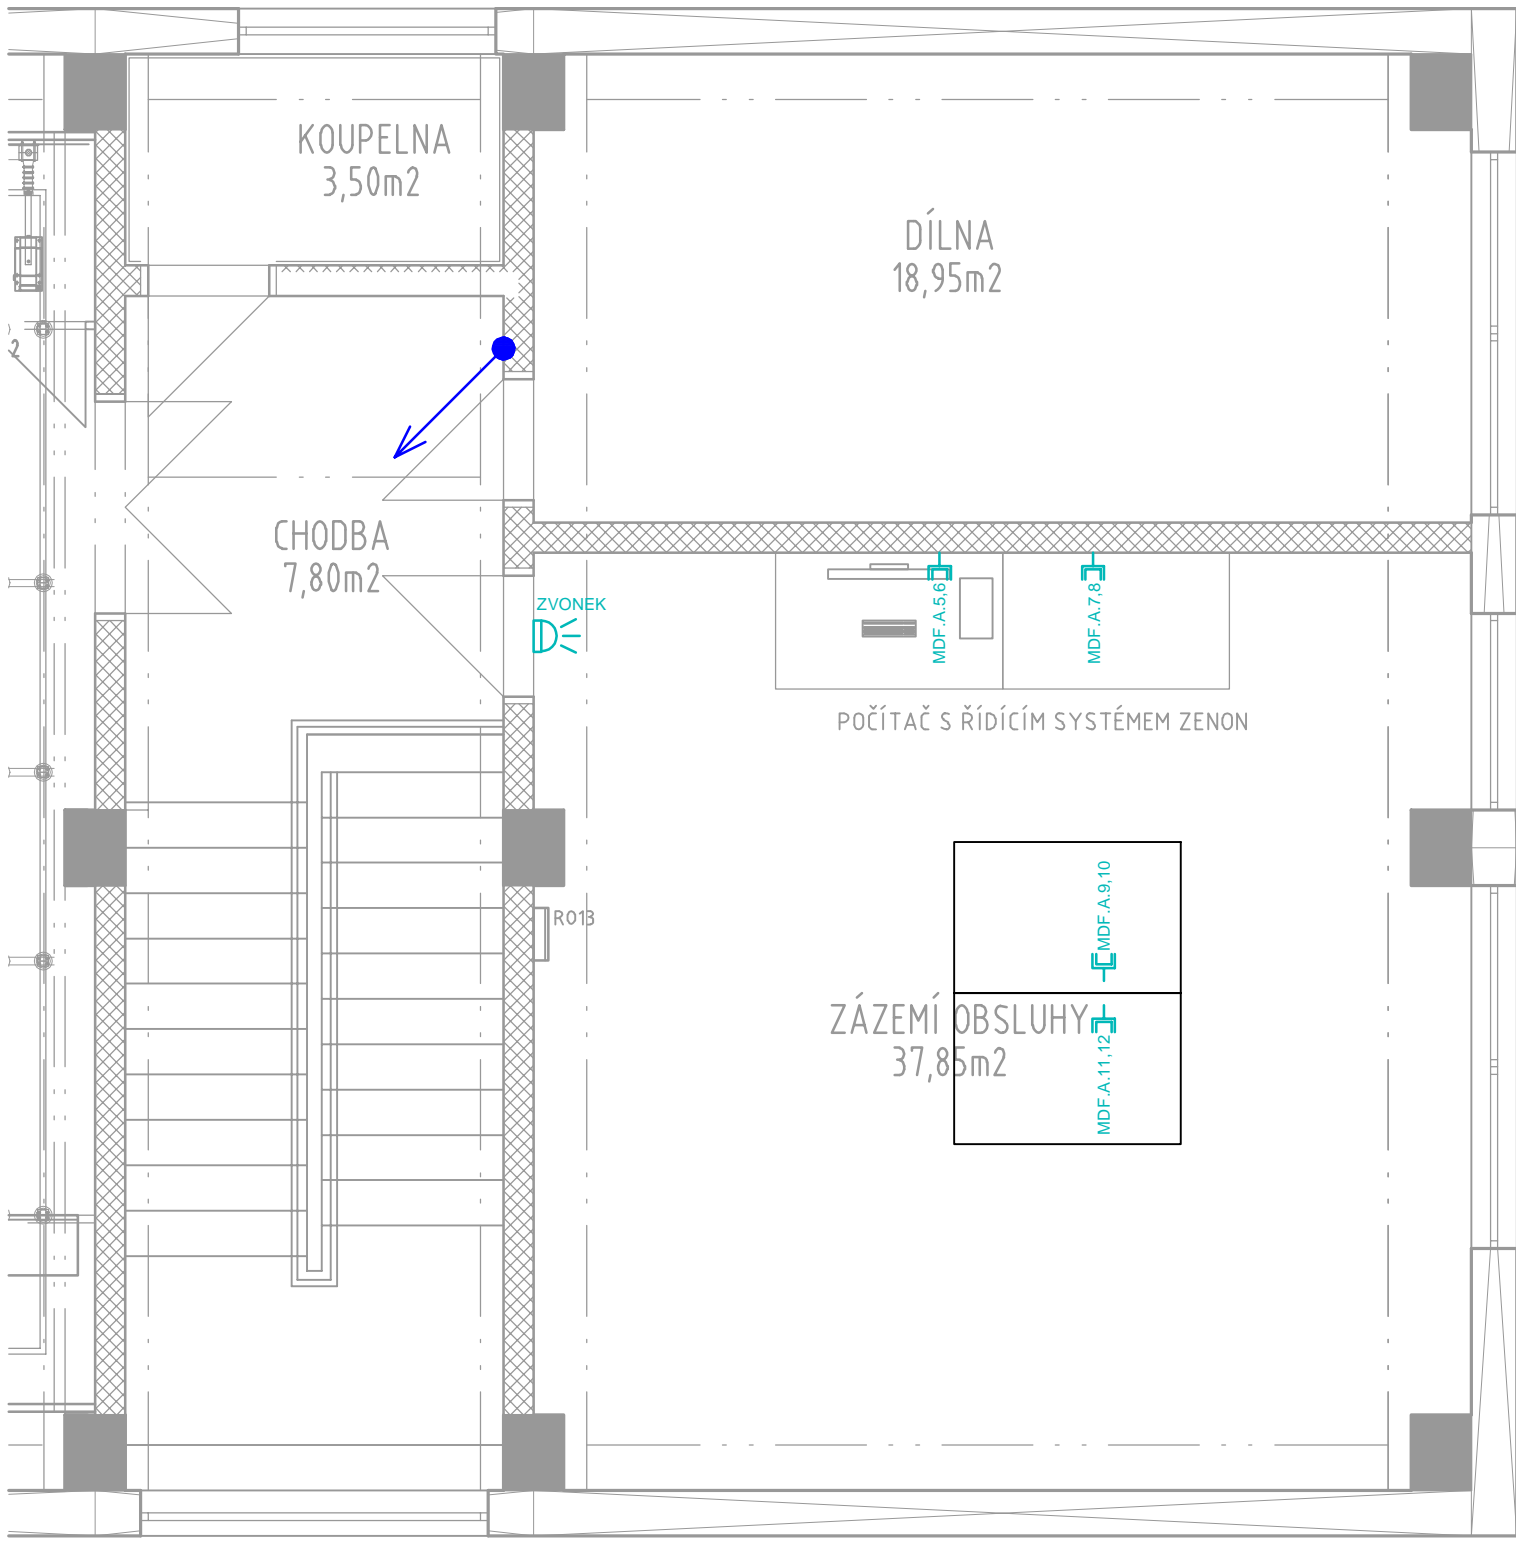 KOUPELNA
3,50m2
DÍLNA
18,95m2
2
CHODBA
7,80m2
ZVONEK
MDF.A.5,6
MDF.A.7,8
POČÍTAČ S ŘÍDÍCÍM SYSTÉMEM ZENON
MDF.A.9,10
R013
ZÁZEMÍ OBSLUHY
37,85m2
MDF.A.11,12